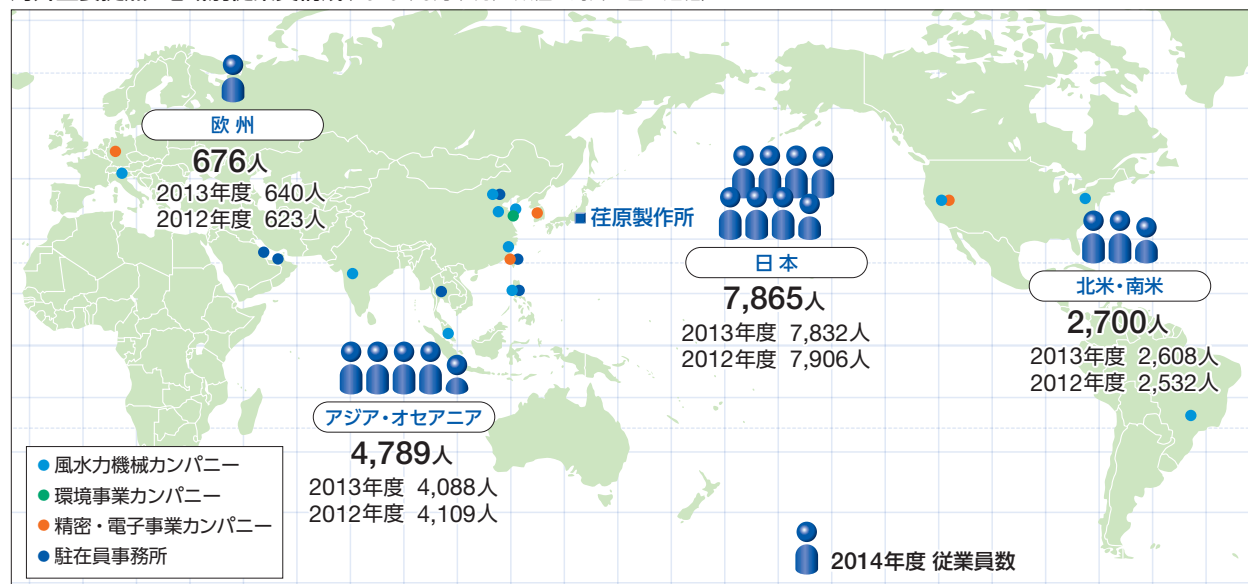 欧 州
676人
2013年度 640人
2012年度 623人
荏原製作所
日 本
7,865人
2013年度 7,832人
2012年度 7,906人
北米・南米
2,700人
2013年度 2,608人
2012年度 2,532人
アジア・オセアニア
4,789人
2013年度 4,088人
2012年度 4,109人
風水力機械カンパニー
環境事業カンパニー
精密・電子事業カンパニー
駐在員事務所
2014年度 従業員数